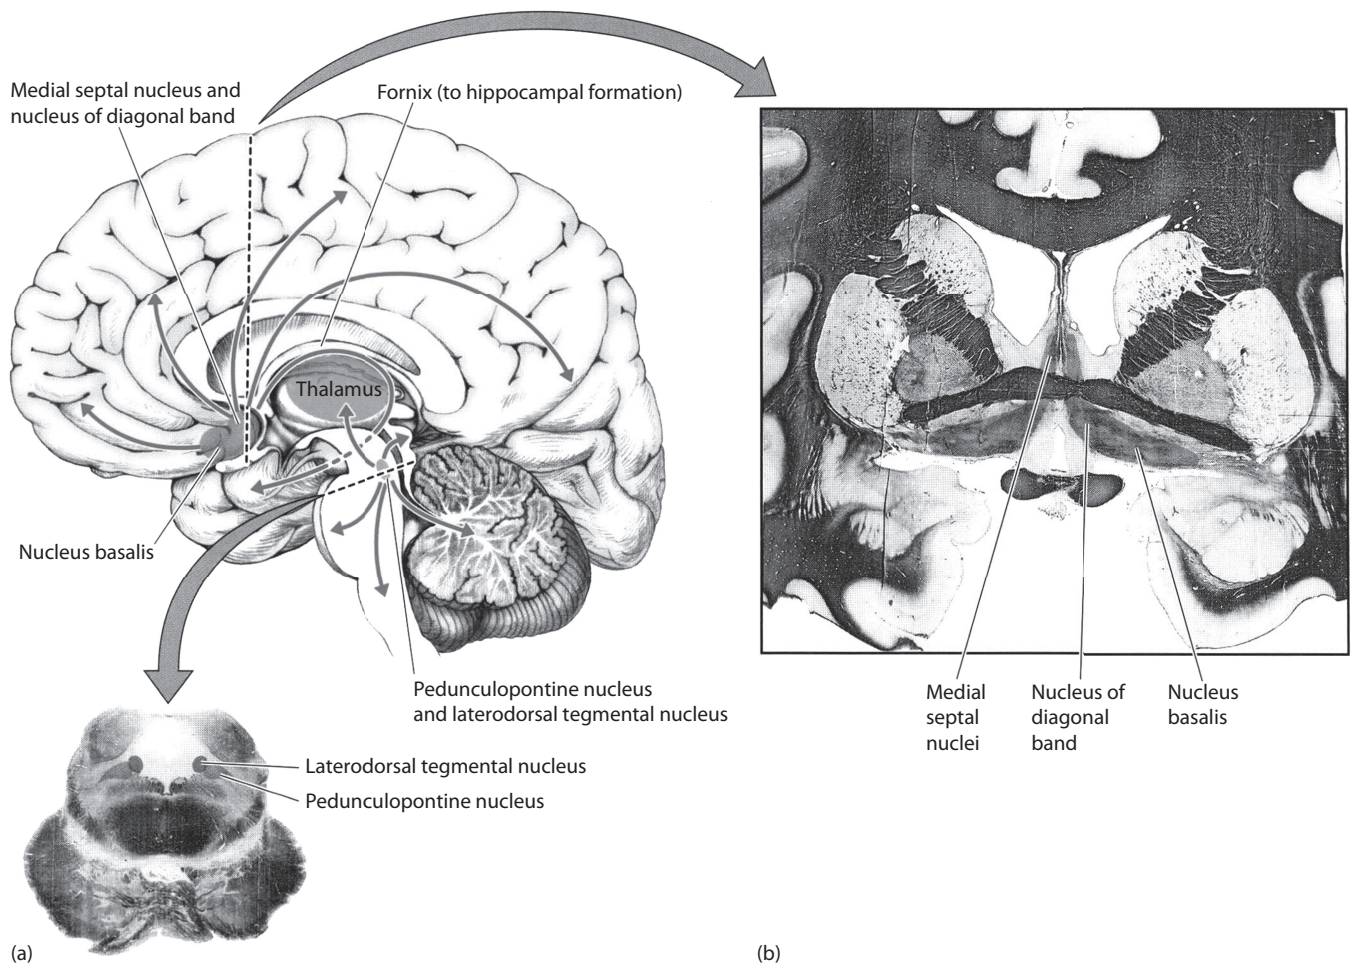 Medial septal nucleus and
nucleus of diagonal band
Fornix (to hippocampal formation)
Thalamus
Nucleus basalis
Pedunculopontine nucleus
and laterodorsal tegmental nucleus
Laterodorsal tegmental nucleus
Pedunculopontine nucleus
(a)
Medial
septal
nuclei
Nucleus of
diagonal
band
Nucleus
basalis
(b)